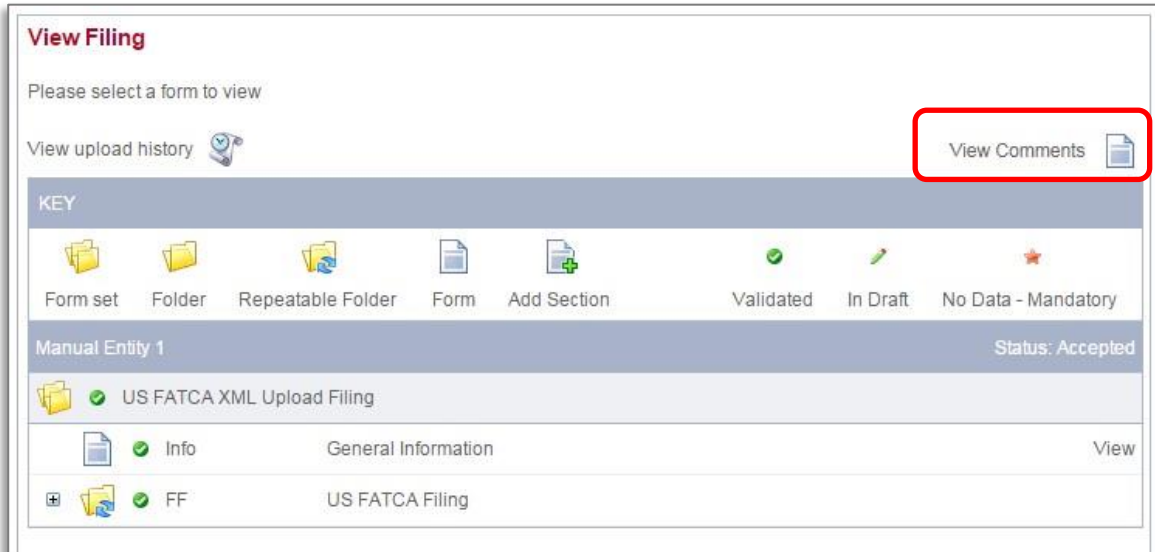 View Filing
Please select a form to view
View upload history View Comments
KEY
Form set Folder Repeatable Folder Form Add Section Validated In Draft No Data - Mandatory
Manual Entity 1 Status: Accepted
US FATCA XML Upload Filing
Info General Information View
FF US FATCA Filing